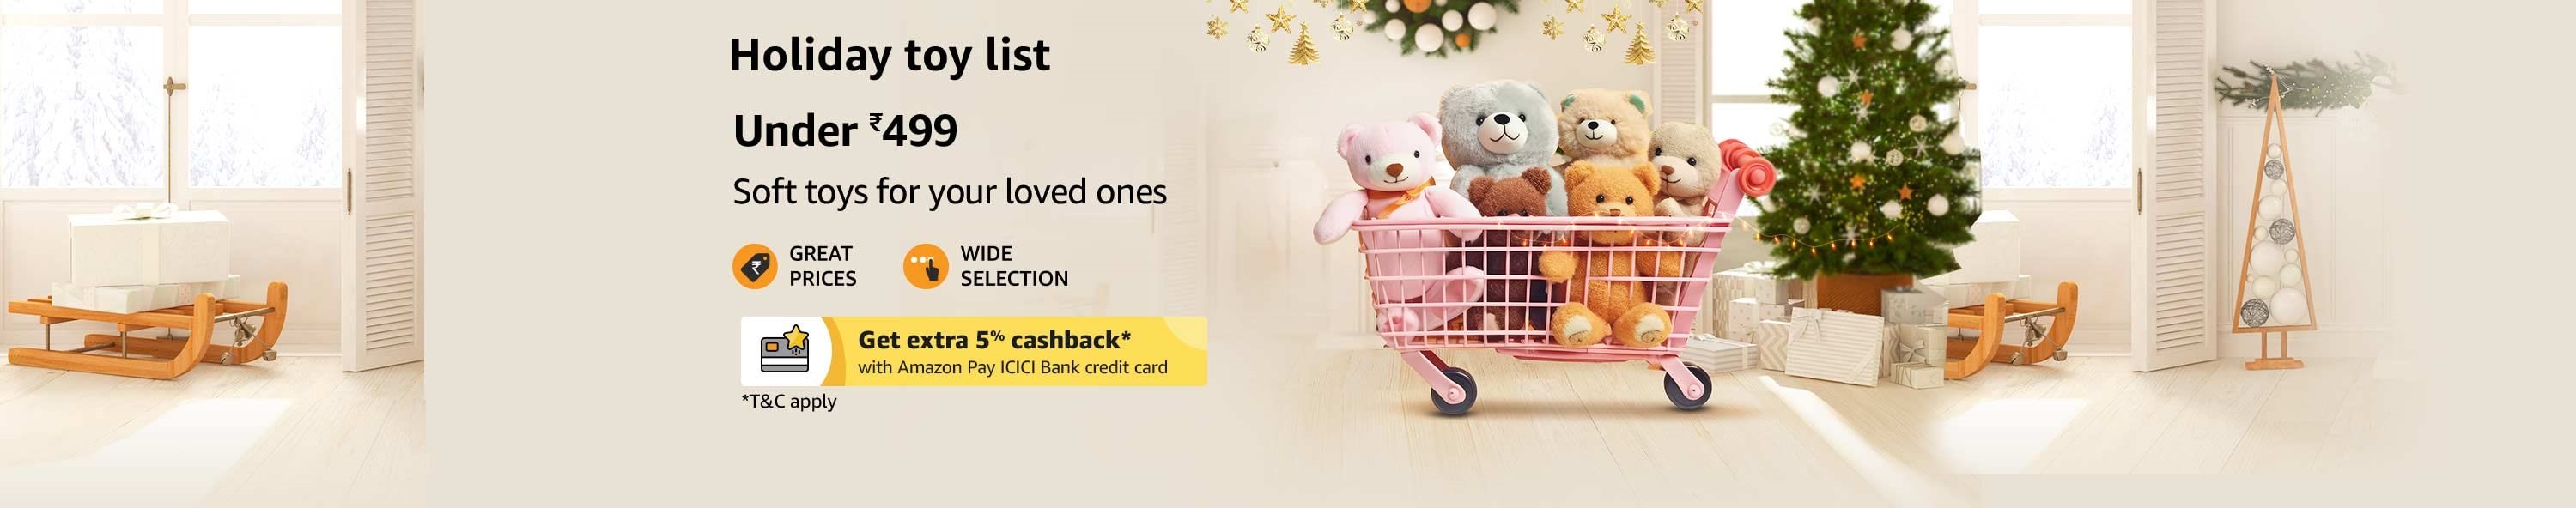 Holiday toy list
Under ₹499
Soft toys for your loved ones
GREAT
PRICES
WIDE
SELECTION
Get extra 5% cashback*
with Amazon Pay ICICI Bank credit card
*T&C apply